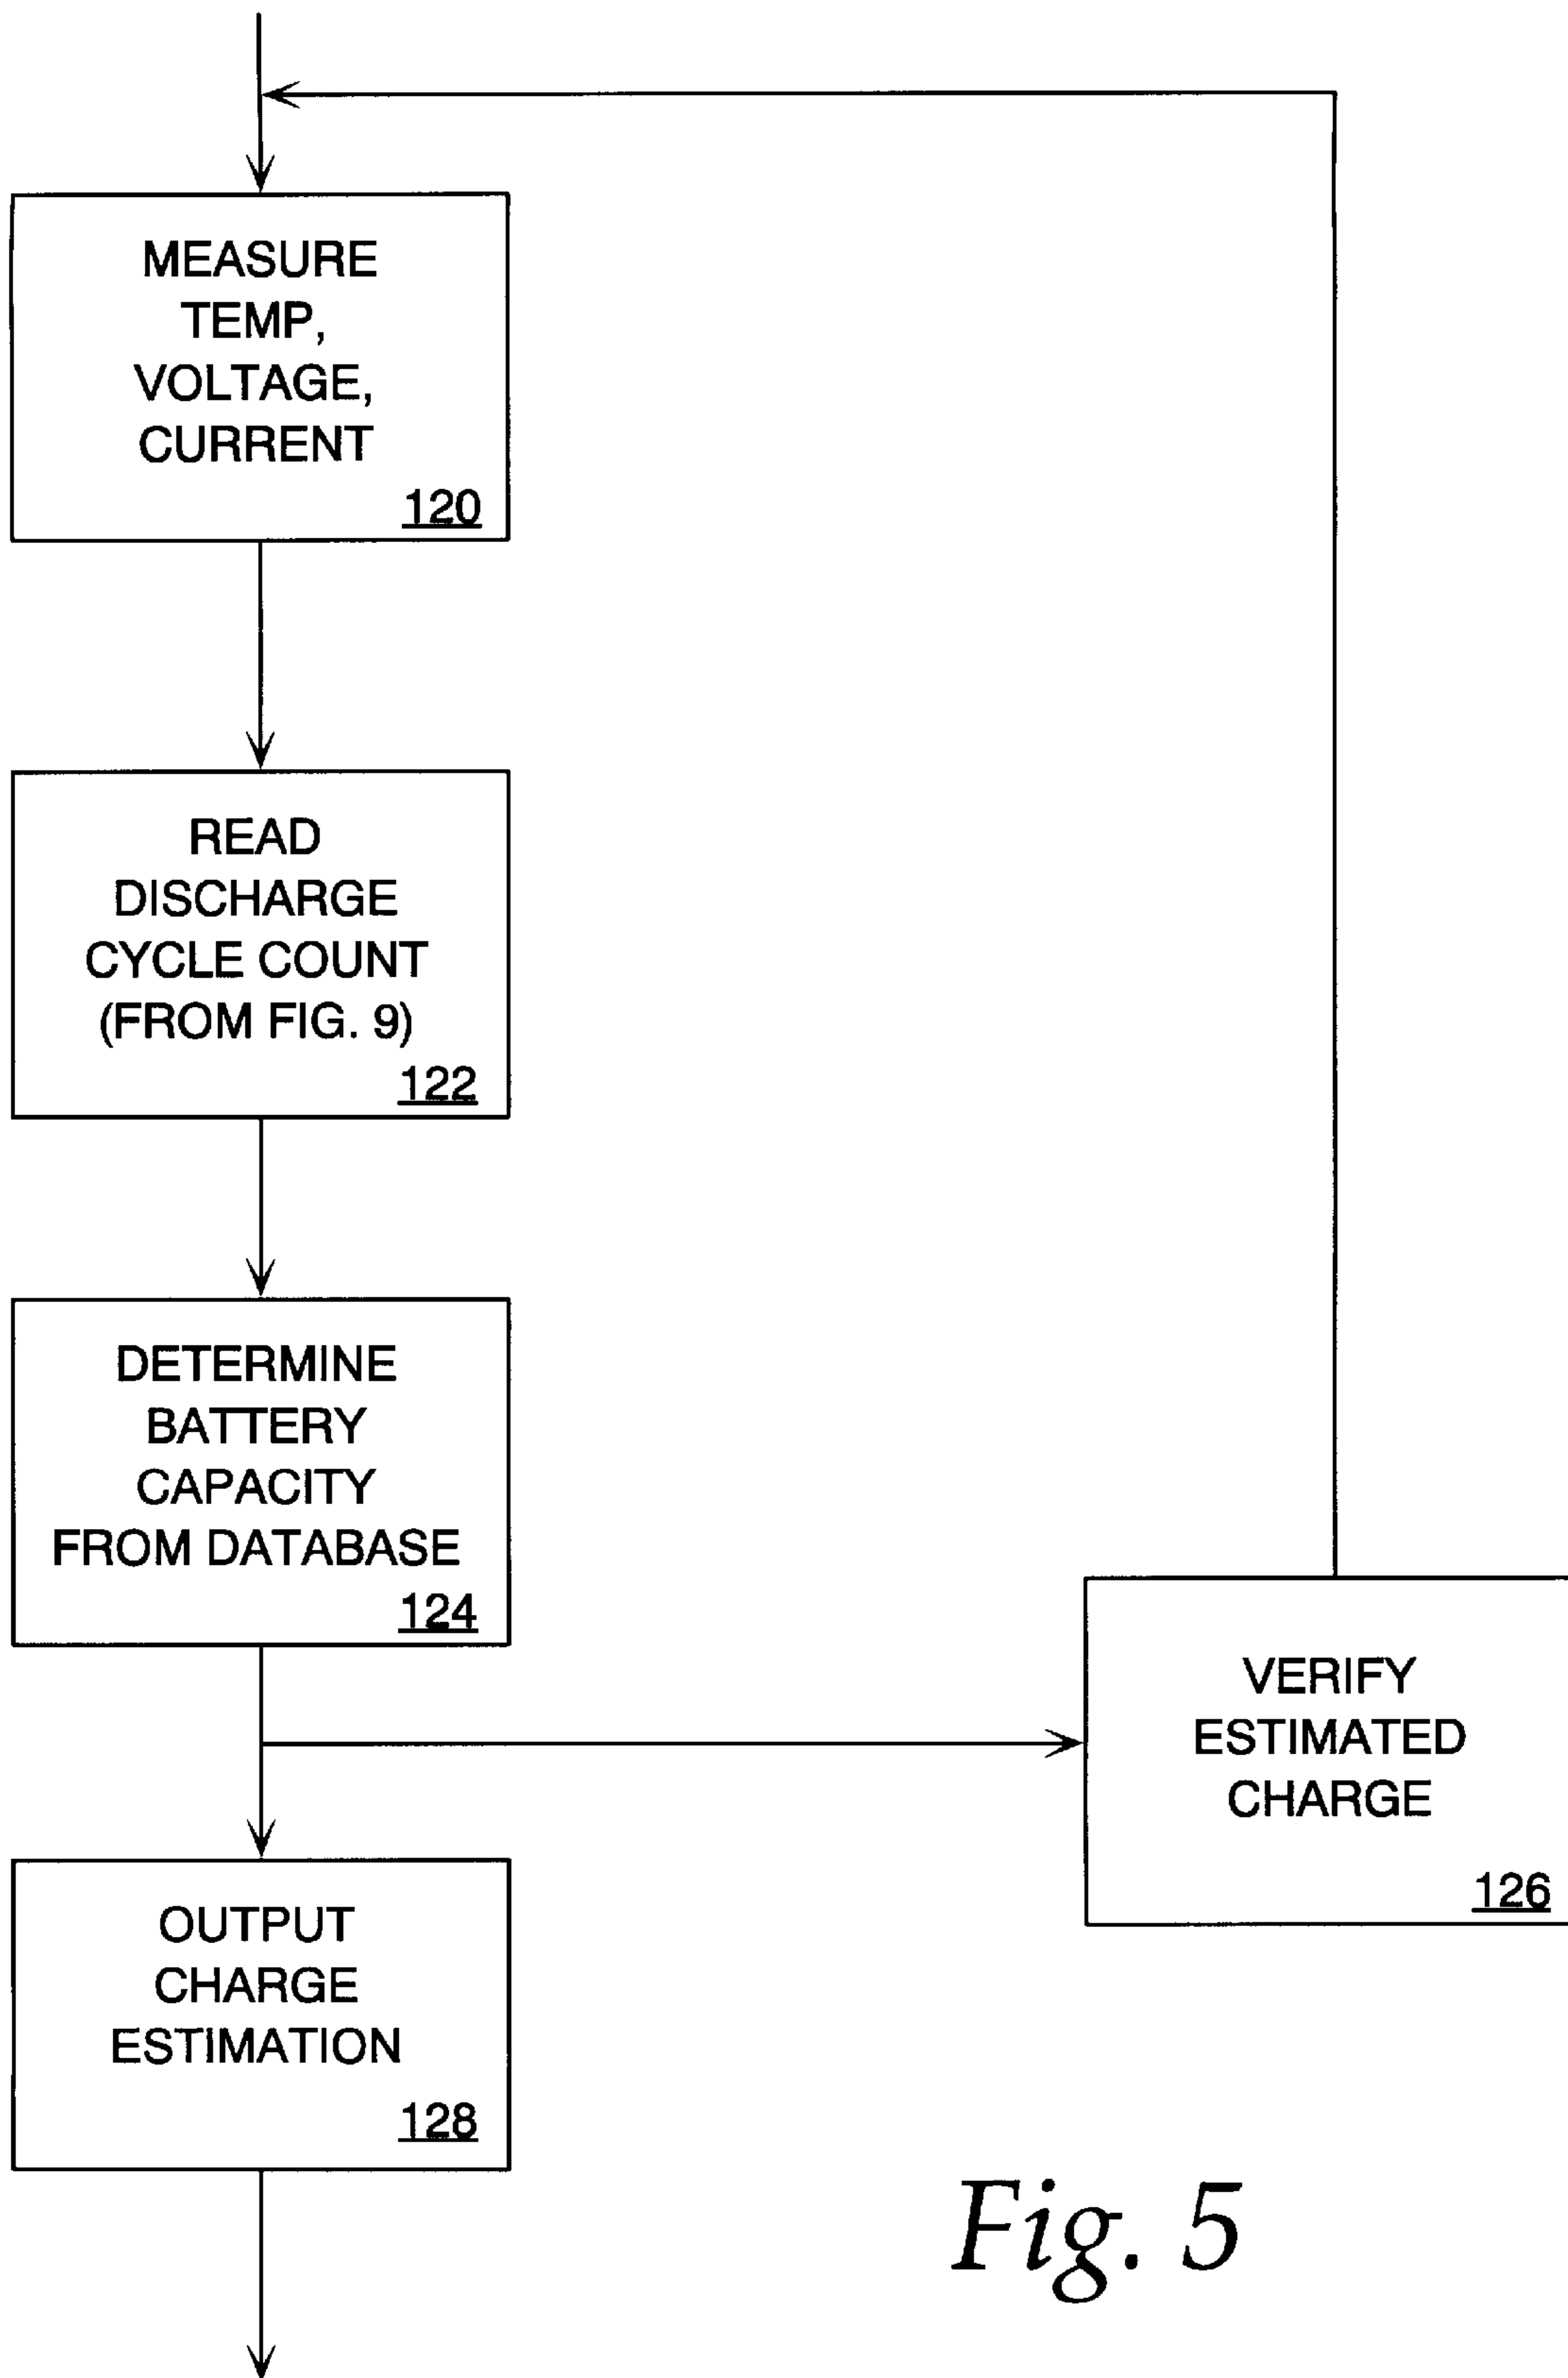 MEASURE
TEMP,
VOLTAGE,
CURRENT
120
READ
DISCHARGE
CYCLE COUNT
(FROM FIG. 9)
122
DETERMINE
BATTERY
CAPACITY
FROM DATABASE
124
VERIFY
ESTIMATED
CHARGE
126
OUTPUT
CHARGE
ESTIMATION
128
Fig. 5